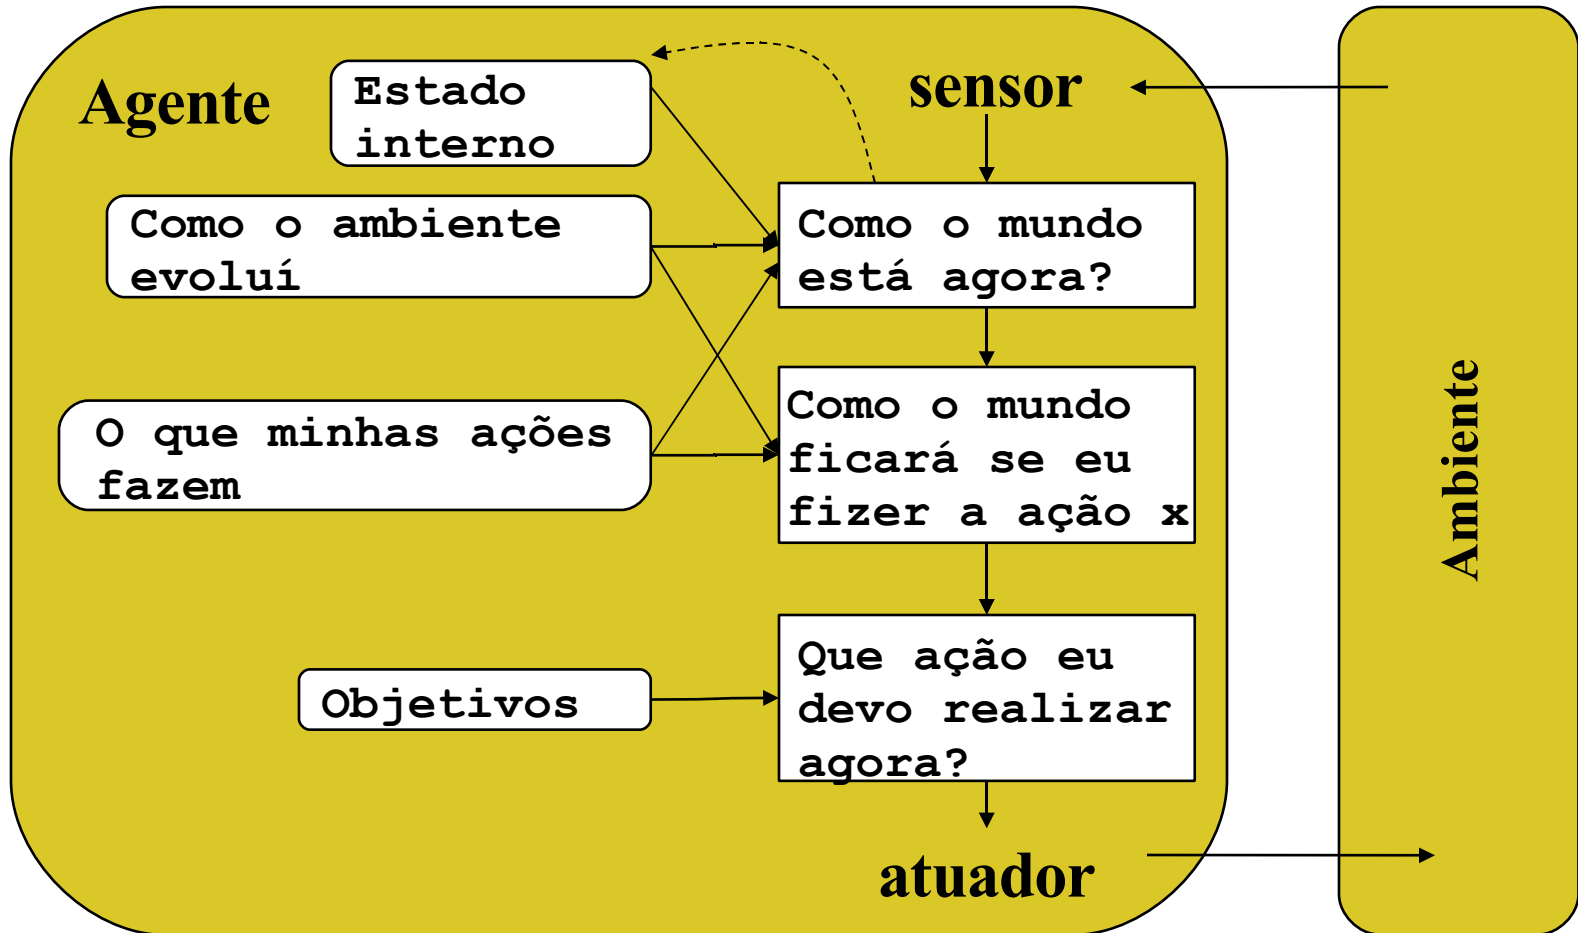 Agente
Estado
interno
sensor
Como o ambiente
evoluí
Como o mundo
está agora?
O que minhas ações
fazem
Como o mundo
ficará se eu
fizer a ação x
Objetivos
Que ação eu
devo realizar
agora?
atuador
Ambiente